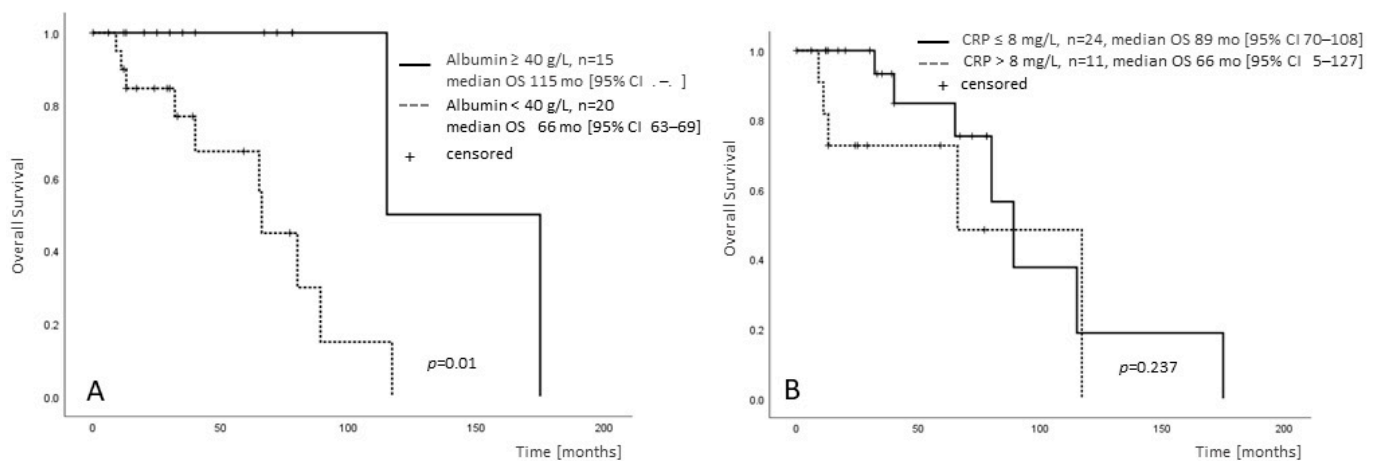 Overall Survival
1.0
0.8
0.6
0.4
0.2
0.0
Albumin ≥ 40 g/L, n=15
median OS 115 mo [95% CI . –. ]
Albumin < 40 g/L, n=20
median OS 66 mo [95% CI 63–69]
+ censored
p=0.01
A
0
50
100
150
200
Time [months]
Overall Survival
1.0
0.8
0.6
0.4
0.2
0.0
CRP ≤ 8 mg/L, n=24, median OS 89 mo [95% CI 70–108]
CRP > 8 mg/L, n=11, median OS 66 mo [95% CI 5–127]
+ censored
p=0.237
B
0
50
100
150
200
Time [months]